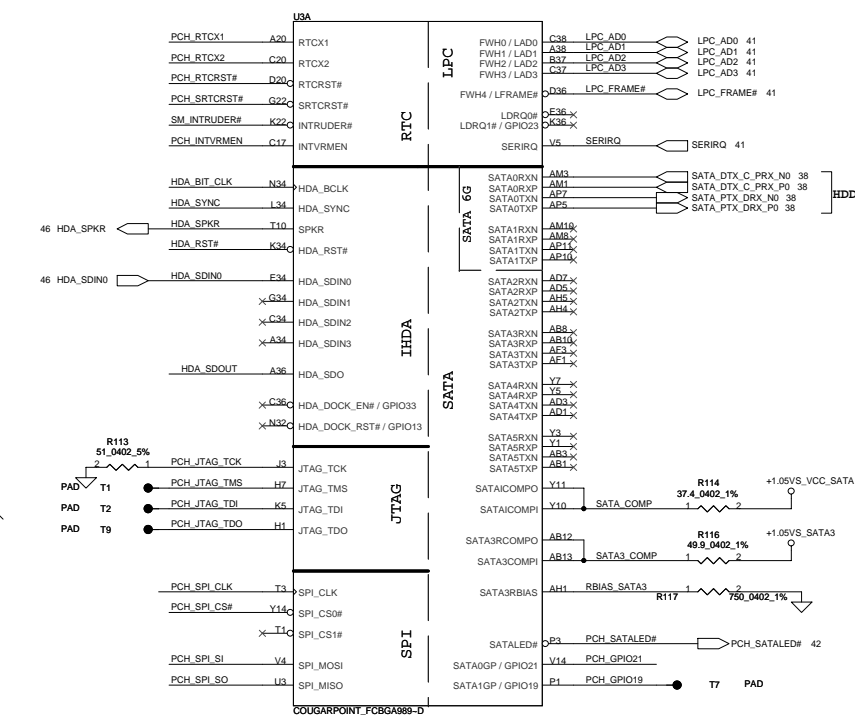 U3A
PCH_RTCX1 A20 RTCX1
PCH_RTCX2 C20 RTCX2
PCH_RTCRST# D20 RTCRST#
PCH_SRTCRST# G22 SRTCRST#
SM_INTRUDER# K22 INTRUDER#
PCH_INTVRMEN C17 INTVRMEN
RTC
LPC
FWH0 / LAD0 C38 LPC_AD0 LPC_AD0 41
FWH1 / LAD1 A38 LPC_AD1 LPC_AD1 41
FWH2 / LAD2 B37 LPC_AD2 LPC_AD2 41
FWH3 / LAD3 C37 LPC_AD3 LPC_AD3 41
FWH4 / LFRAME# D36 LPC_FRAME# LPC_FRAME# 41
LDRQ0# E36
LDRQ1# / GPIO23 K36
SERIRQ V5 SERIRQ SERIRQ 41
HDA_BIT_CLK N34 HDA_BCLK
HDA_SYNC L34 HDA_SYNC
46 HDA_SPKR HDA_SPKR T10 SPKR
HDA_RST# K34 HDA_RST#
46 HDA_SDIN0 E34 HDA_SDIN0
G34 HDA_SDIN1
C34 HDA_SDIN2
A34 HDA_SDIN3
HDA_SDOUT A36 HDA_SDO
C36 HDA_DOCK_EN# / GPIO33
N32 HDA_DOCK_RST# / GPIO13
IHDA
SATA 6G
SATA
SATA0RXN AM3 SATA_DTX_C_PRX_N0 38
SATA0RXP AM1 SATA_DTX_C_PRX_P0 38
SATA0TXN AP7 SATA_PTX_DRX_N0 38
SATA0TXP AP5 SATA_PTX_DRX_P0 38
HDD
SATA1RXN AM10
SATA1RXP AM8
SATA1TXN AP11
SATA1TXP AP10
SATA2RXN AD7
SATA2RXP AD5
SATA2TXN AH5
SATA2TXP AH4
SATA3RXN AB8
SATA3RXP AB10
SATA3TXN AF3
SATA3TXP AF1
SATA4RXN Y7
SATA4RXP Y5
SATA4TXN AD3
SATA4TXP AD1
SATA5RXN Y3
SATA5RXP Y1
SATA5TXN AB3
SATA5TXP AB1
R113
51_0402_5%
2 1 PCH_JTAG_TCK J3 JTAG_TCK
PAD T1 PCH_JTAG_TMS H7 JTAG_TMS
PAD T2 PCH_JTAG_TDI K5 JTAG_TDI
PAD T9 PCH_JTAG_TDO H1 JTAG_TDO
JTAG
SATAICOMPO Y11
SATAICOMPI Y10 SATA_COMP
R114
37.4_0402_1%
1 2
+1.05VS_VCC_SATA
SATA3RCOMPO AB12
SATA3COMPI AB13 SATA3_COMP
R116
49.9_0402_1%
1 2
+1.05VS_SATA3
SATA3RBIAS AH1 RBIAS_SATA3 1 2
R117 750_0402_1%
PCH_SPI_CLK T3 SPI_CLK
PCH_SPI_CS# Y14 SPI_CS0#
T1 SPI_CS1#
PCH_SPI_SI V4 SPI_MOSI
PCH_SPI_SO U3 SPI_MISO
SPI
SATALED# P3 PCH_SATALED# PCH_SATALED# 42
SATA0GP / GPIO21 V14 PCH_GPIO21
SATA1GP / GPIO19 P1 PCH_GPIO19 T7 PAD
COUGARPOINT_FCBGA989~D